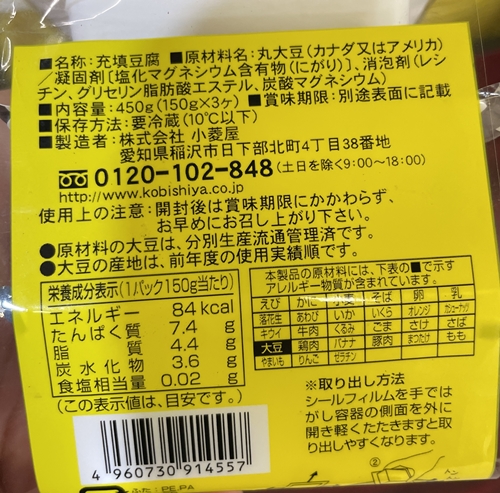 ■名称:充填豆腐 ■原材料名:丸大豆(カナダ又はアメリカ)
/凝固剤[塩化マグネシウム含有物(にがり)]、消泡剤(レシ
チン、グリセリン脂肪酸エステル、炭酸マグネシウム)
■内容量:450g(150g×3ヶ) ■賞味期限:別途表面に記載
■保存方法:要冷蔵(10℃以下)
■製造者:株式会社 小菱屋
愛知県稲沢市日下部北町4丁目38番地
0120-102-848(土日を除く9:00~18:00)
http://www.kobishiya.co.jp
使用上の注意:開封後は賞味期限にかかわらず、
お早めにお召し上がり下さい。
●原材料の大豆は、分別生産流通管理済です。
●大豆の産地は、前年度の使用実績順です。
栄養成分表示(1パック150g当たり)
エネルギー 84kcal
たんぱく質 7.4 g
脂質 4.4 g
炭水化物 3.6 g
食塩相当量 0.02 g
(この表示値は、目安です。)
本製品の原材料には、下表の■で示す
アレルギー物質が含まれています。
えび かに 小麦 そば 卵 乳
落花生 あわび いか いくら オレンジ カシューナッツ
キウイ 牛肉 くるみ ごま さけ さば
大豆 鶏肉 バナナ 豚肉 まつたけ もも
やまいも りんご ゼラチン
※取り出し方法
シールフィルムを手では
がし容器の側面を外に
開き軽くたたきますと取
り出しやすくなります。
4 960730 914557
②
ふた:PE,PA